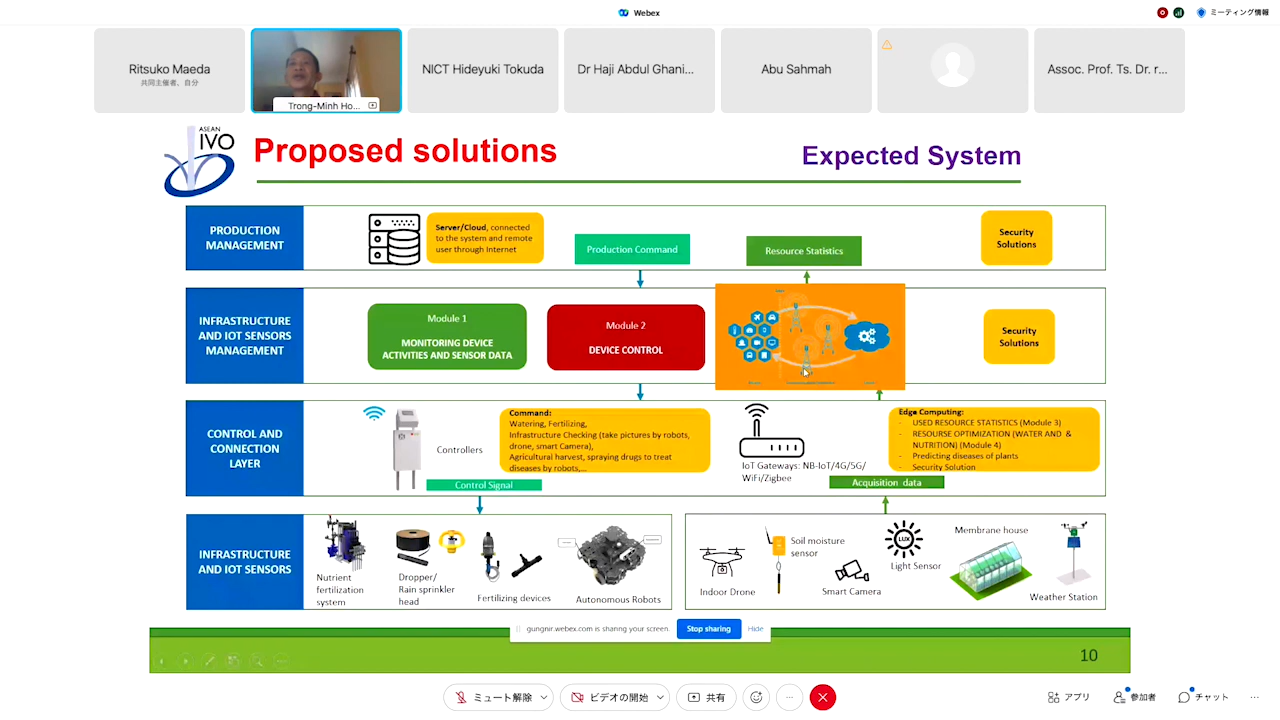 Webex
ミーティング情報
Ritsuko Maeda
共同主催者、自分
Trong-Minh Ho...
NICT Hideyuki Tokuda
Dr Haji Abdul Ghani...
Abu Sahmah
Assoc. Prof. Ts. Dr. r...
ASEAN
IVO
Proposed solutions
Expected System
PRODUCTION
MANAGEMENT
Server/Cloud, connected
to the system and remote
user through Internet
Production Command
Resource Statistics
Security
Solutions
INFRASTRUCTURE
AND IOT SENSORS
MANAGEMENT
Module 1
MONITORING DEVICE
ACTIVITIES AND SENSOR DATA
Module 2
DEVICE CONTROL
Security
Solutions
CONTROL AND
CONNECTION
LAYER
Controllers
Command:
Watering, Fertilizing,
Infrastructure Checking (take pictures by robots,
drone, smart Camera),
Agricultural harvest, spraying drugs to treat
diseases by robots,...
Control Signal
IoT Gateways: NB-IoT/4G/5G/
WiFi/Zigbee
Edge Computing:
- USED RESOURCE STATISTICS (Module 3)
- RESOURSE OPTIMIZATION (WATER AND &
NUTRITION) (Module 4)
- Predicting diseases of plants
- Security Solution
Acquisition data
INFRASTRUCTURE
AND IOT SENSORS
Nutrient
fertilization
system
Dropper/
Rain sprinkler
head
Fertilizing devices
Autonomous Robots
Indoor Drone
Soil moisture
sensor
Smart Camera
LUX
Light Sensor
Membrane house
Weather Station
gungnir.webex.com is sharing your screen.
Stop sharing
Hide
10
ミュート解除
ビデオの開始
共有
アプリ
参加者
チャット